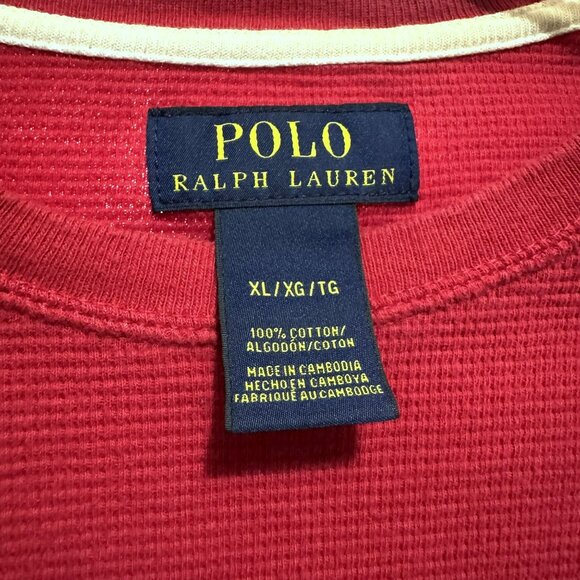 POLO
RALPH LAUREN
XL/XG/TG
100% COTTON/
ALGODÓN/COTON
MADE IN CAMBODIA
HECHO EN CAMBOYA
FABRIQUÉ AU CAMBODGE